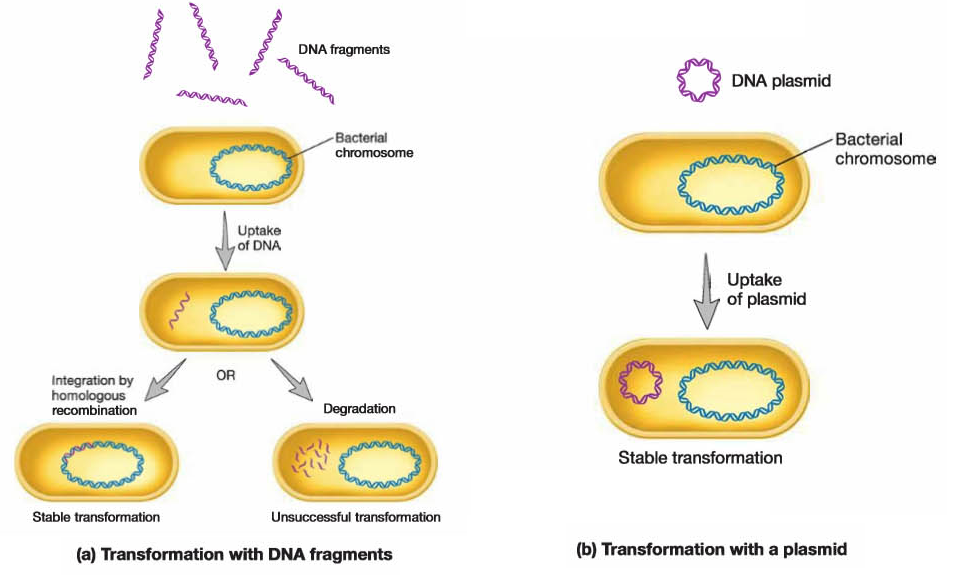 DNA fragments
Bacterial
chromosome
Uptake
of DNA
OR
Integration by
homologous
recombination
Degradation
Stable transformation
Unsuccessful transformation
(a) Transformation with DNA fragments
DNA plasmid
Bacterial
chromosome
Uptake
of plasmid
Stable transformation
(b) Transformation with a plasmid